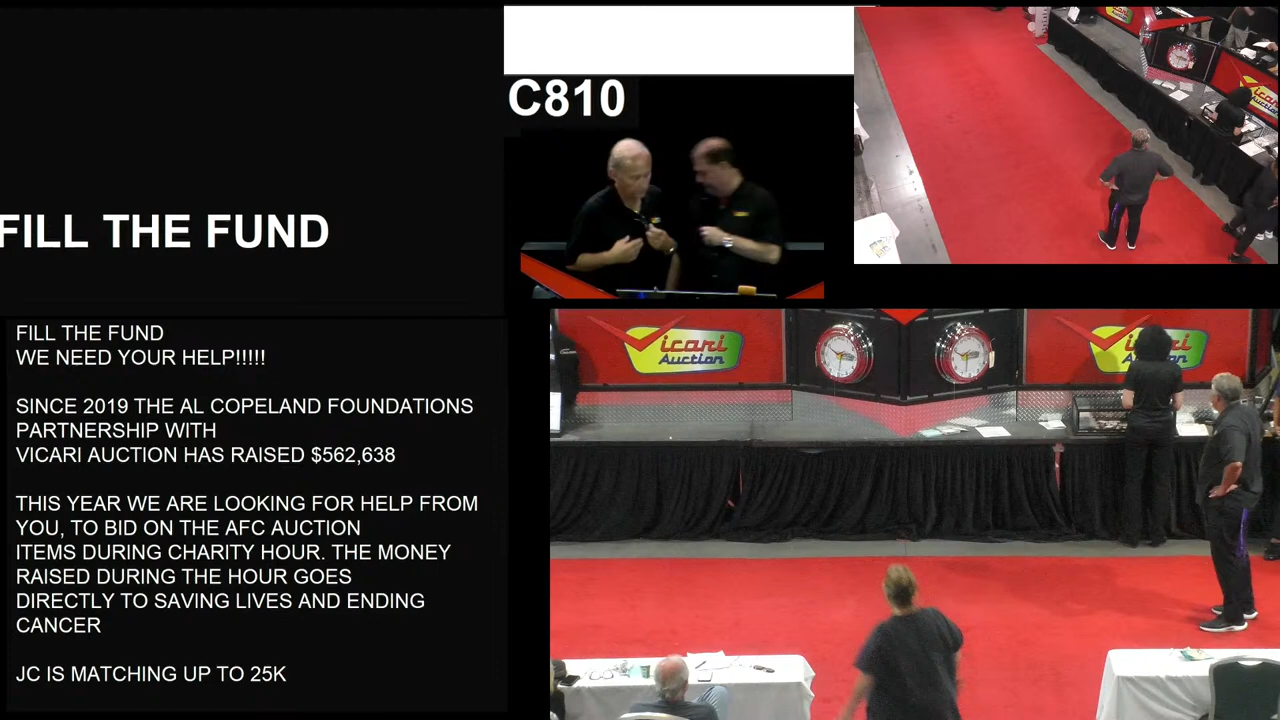 FILL THE FUND
FILL THE FUND
WE NEED YOUR HELP!!!!!
SINCE 2019 THE AL COPELAND FOUNDATIONS
PARTNERSHIP WITH
VICARI AUCTION HAS RAISED $562,638
THIS YEAR WE ARE LOOKING FOR HELP FROM
YOU, TO BID ON THE AFC AUCTION
ITEMS DURING CHARITY HOUR. THE MONEY
RAISED DURING THE HOUR GOES
DIRECTLY TO SAVING LIVES AND ENDING
CANCER
JC IS MATCHING UP TO 25K
C810
Vicari
Auction
Vicari
Auction